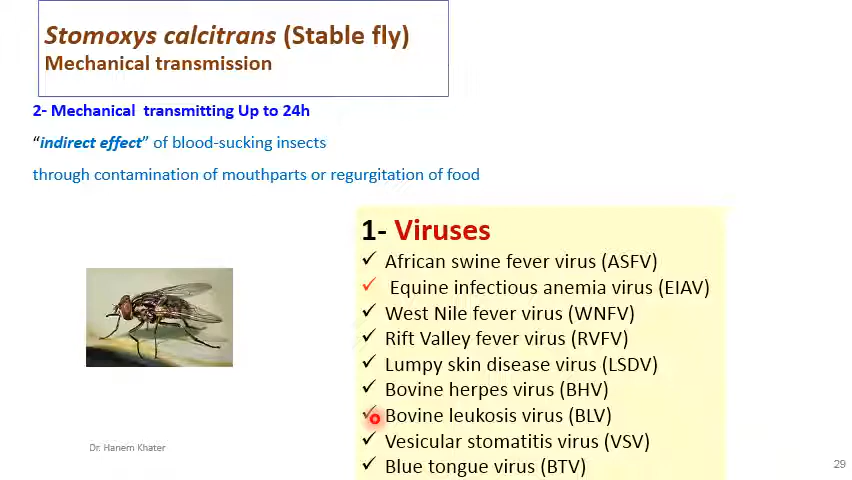 Stomoxys calcitrans (Stable fly)
Mechanical transmission
2- Mechanical transmitting Up to 24h
"indirect effect" of blood-sucking insects
through contamination of mouthparts or regurgitation of food
1- Viruses
✓ African swine fever virus (ASFV)
✓ Equine infectious anemia virus (EIAV)
✓ West Nile fever virus (WNFV)
✓ Rift Valley fever virus (RVFV)
✓ Lumpy skin disease virus (LSDV)
✓ Bovine herpes virus (BHV)
✓ Bovine leukosis virus (BLV)
✓ Vesicular stomatitis virus (VSV)
✓ Blue tongue virus (BTV)
Dr. Hanem Khater
29